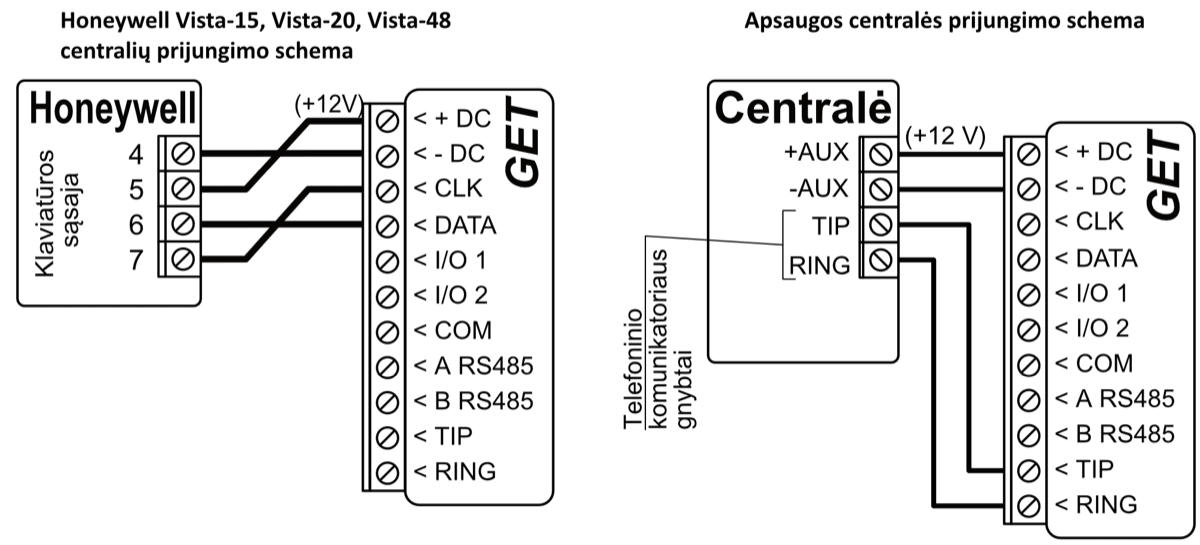 Honeywell Vista-15, Vista-20, Vista-48
centralių prijungimo schema
Honeywell
Klaviatūros
sąsaja
4
5
6
7
(+12V)
GET
< + DC
< - DC
< CLK
< DATA
< I/O 1
< I/O 2
< COM
< A RS485
< B RS485
< TIP
< RING
Apsaugos centralės prijungimo schema
Centralė
+AUX
-AUX
TIP
RING
(+12 V)
Telefoninio
komunikatoriaus
gnybtai
GET
< + DC
< - DC
< CLK
< DATA
< I/O 1
< I/O 2
< COM
< A RS485
< B RS485
< TIP
< RING